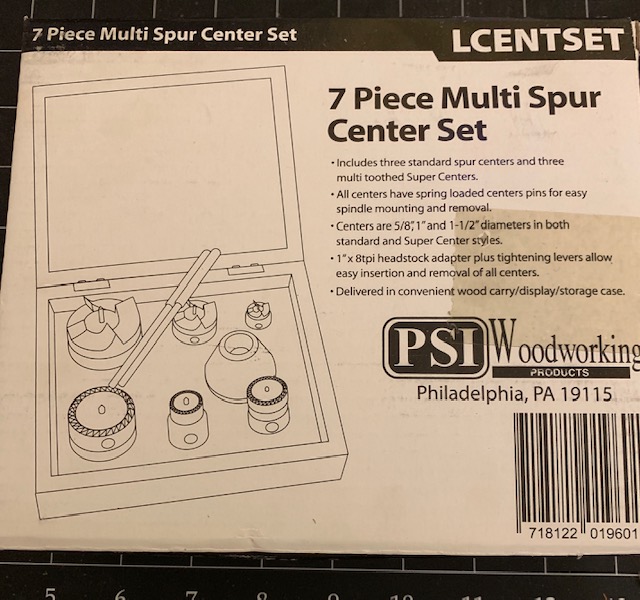 7 Piece Multi Spur Center Set
LCENTSET
7 Piece Multi Spur
Center Set
• Includes three standard spur centers and three
multi toothed Super Centers.
• All centers have spring loaded centers pins for easy
spindle mounting and removal.
• Centers are 5/8", 1" and 1-1/2" diameters in both
standard and Super Center styles.
• 1" x 8tpi headstock adapter plus tightening levers allow
easy insertion and removal of all centers.
• Delivered in convenient wood carry/display/storage case.
PSI Woodworking
PRODUCTS
Philadelphia, PA 19115
718122 019601
5 6 7 8 9 10 11 12